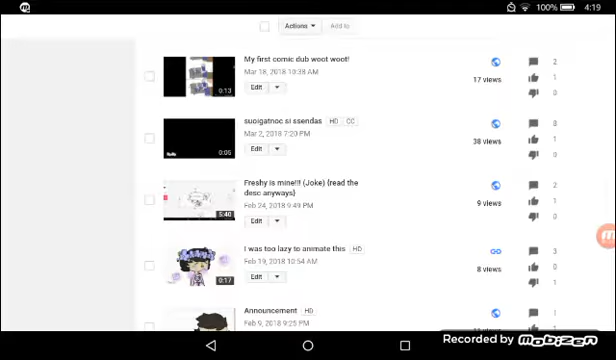 100% 4:19
Actions Add to
My first comic dub woot woot!
Mar 18, 2018 10:38 AM
Edit
0:13
17 views
2
1
0
suoigatnoc si ssendas HD CC
Mar 2, 2018 7:20 PM
Edit
0:05
38 views
8
1
0
Freshy is mine!!! (Joke) {read the
desc anyways}
Feb 24, 2018 9:49 PM
Edit
5:40
9 views
2
1
0
I was too lazy to animate this HD
Feb 19, 2018 10:54 AM
Edit
0:17
8 views
3
0
0
Announcement HD
Feb 9, 2018 9:25 PM
1
Recorded by mobizen